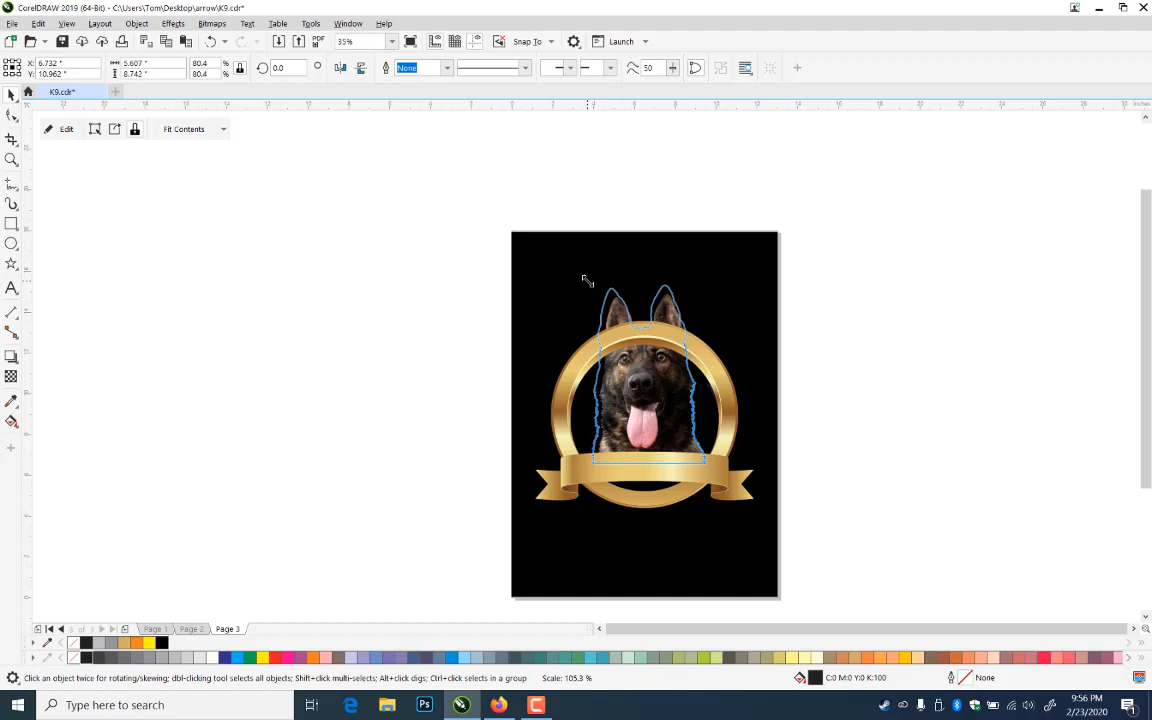 CorelDRAW 2019 (64-Bit) - C:\Users\Tom\Desktop\arrow\K9.cdr*
File Edit View Layout Object Effects Bitmaps Text Table Tools Window Help
35% Snap To Launch
X: 6.732 " 5.607 " 80.4 % 0.0 None 50
Y: 10.962 " 8.742 " 80.4 %
K9.cdr*
inches
Edit Fit Contents
3 of 3 Page 1 Page 2 Page 3
Click an object twice for rotating/skewing; dbl-clicking tool selects all objects; Shift+click multi-selects; Alt+click digs; Ctrl+click selects in a group Scale: 105.3 % C:0 M:0 Y:0 K:100 None
Type here to search
9:56 PM
2/23/2020